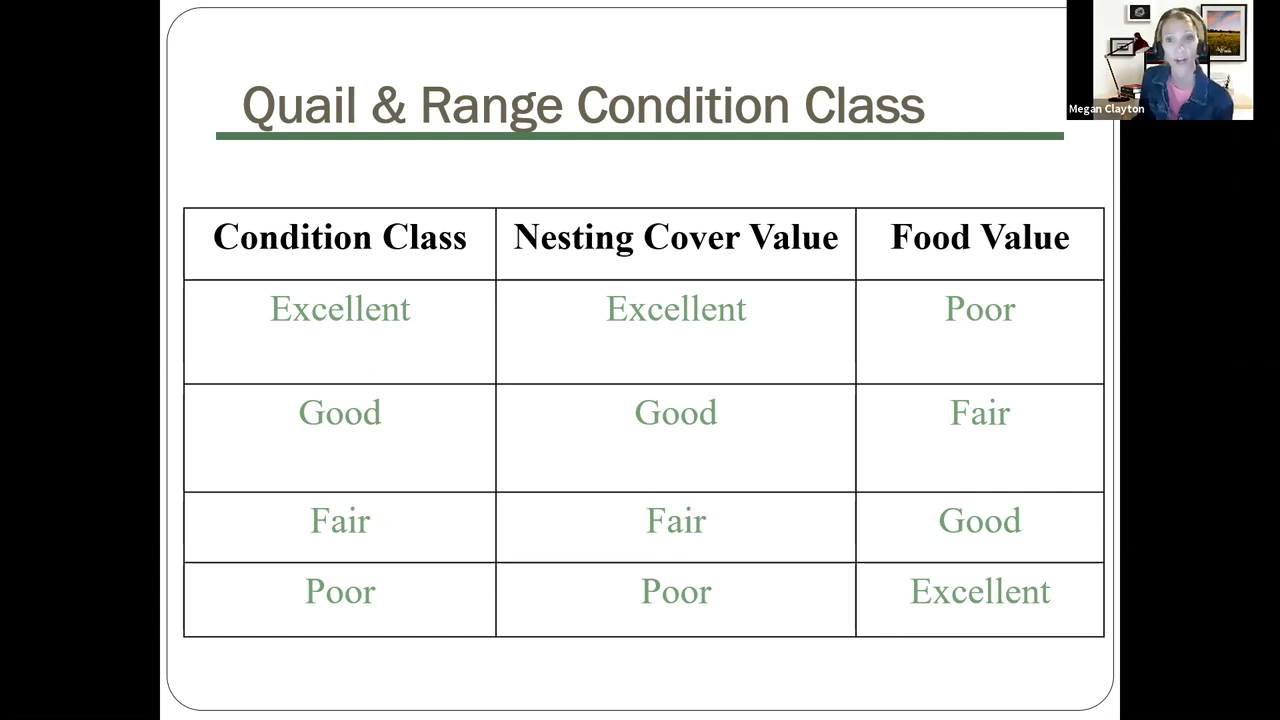 Quail & Range Condition Class
Megan Clayton
Condition Class Nesting Cover Value Food Value
Excellent Excellent Poor
Good Good Fair
Fair Fair Good
Poor Poor Excellent